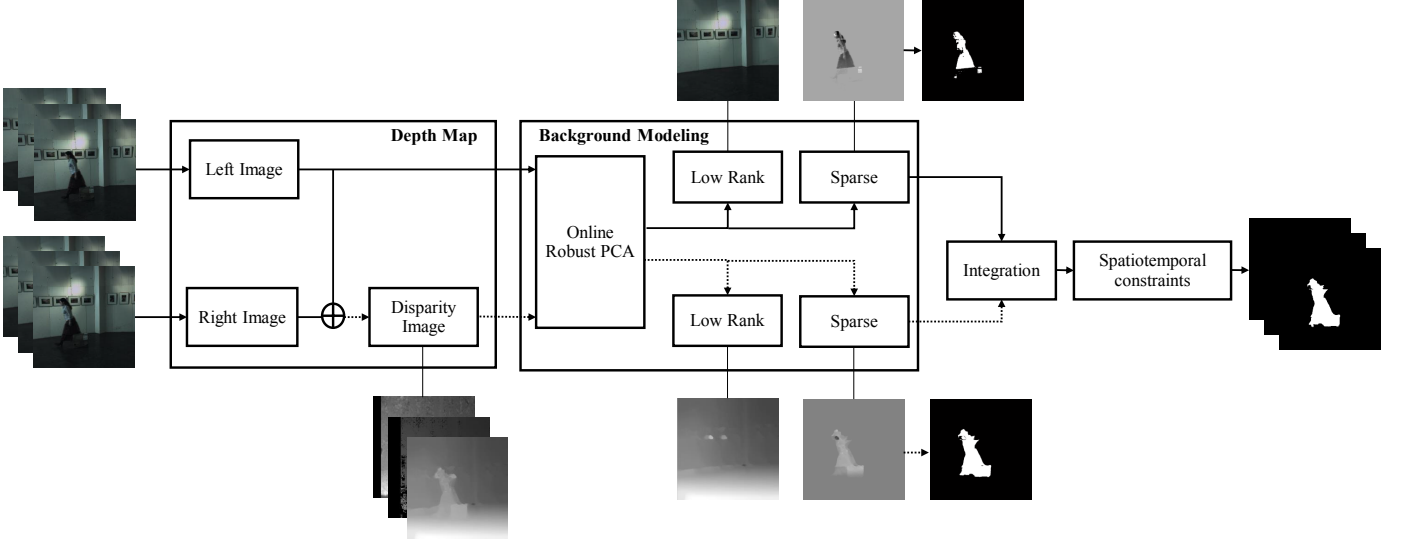 Depth Map
Background Modeling
Left Image
Low Rank
Sparse
Online
Robust PCA
Integration
Spatiotemporal
constraints
Right Image
Disparity
Image
Low Rank
Sparse